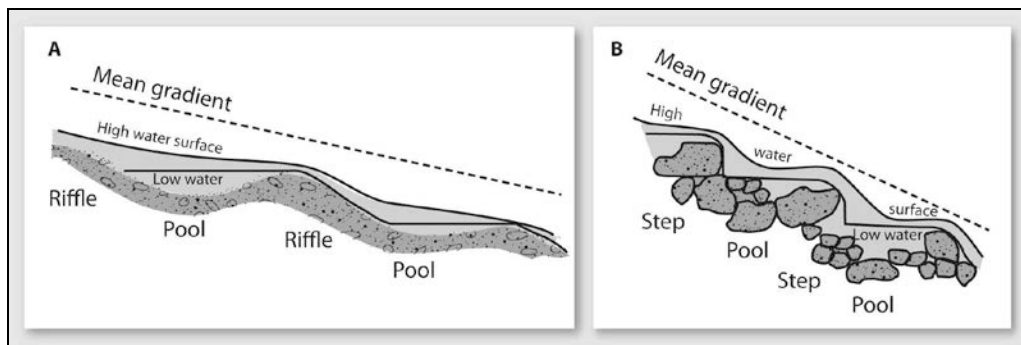 A
Mean gradient
High water surface
Low water
Riffle
Pool
Riffle
Pool
B
Mean gradient
High
water
surface
Low water
Step
Pool
Step
Pool